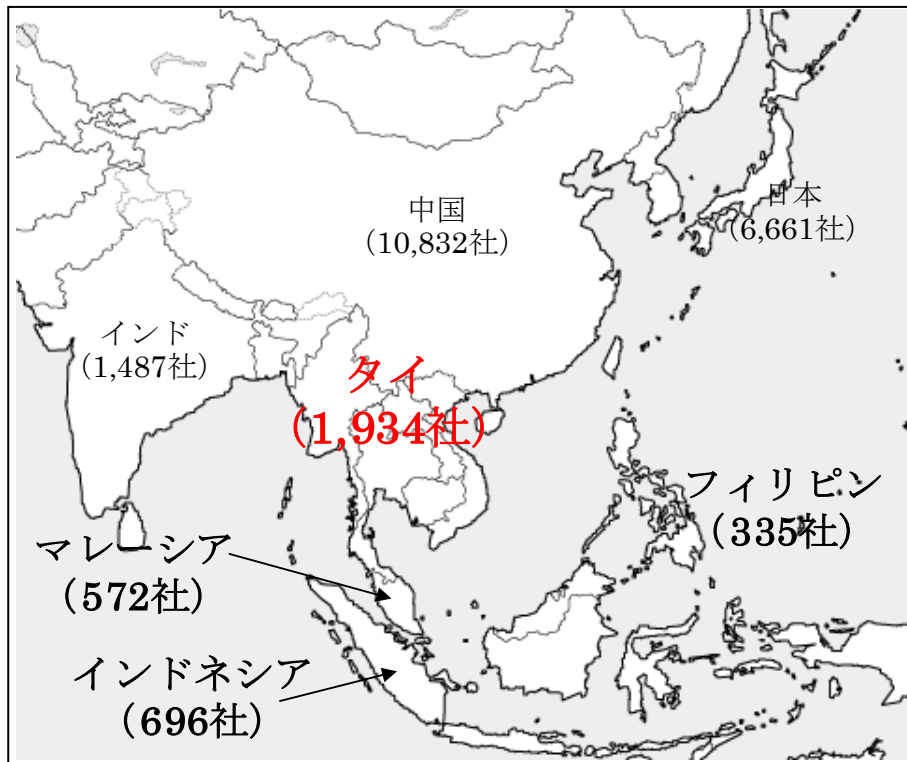 中国
（10,832社）
日本
（6,661社）
インド
（1,487社）
タイ
（1,934社）
フィリピン
（335社）
マレーシア
（572社）
インドネシア
（696社）